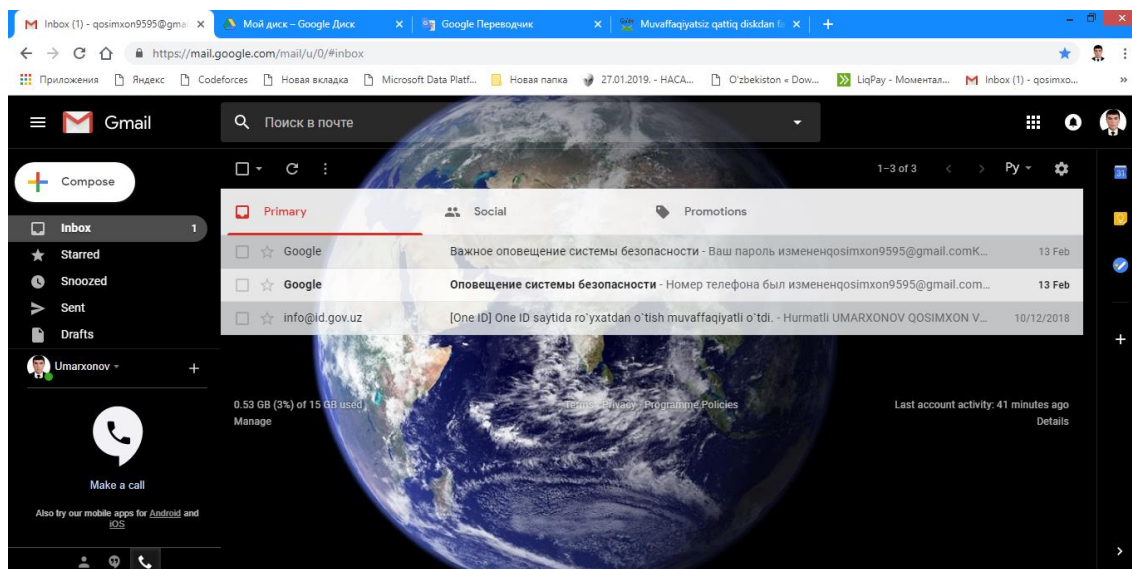 Inbox (1) - qosimxon9595@gmai
Мой диск – Google Диск
Google Переводчик
Muvaffaqiyatsiz qattiq diskdan fa
https://mail.google.com/mail/u/0/#inbox
Приложения Яндекс Codeforces Новая вкладка Microsoft Data Platf... Новая папка 27.01.2019. - НАСА... O'zbekiston « Dow... LiqPay - Моментал... Inbox (1) - qosimxo... »
Gmail
Поиск в почте
Compose
1–3 of 3
Ру
31
Primary
Social
Promotions
Inbox 1
Starred
Snoozed
Sent
Drafts
Google Важное оповещение системы безопасности - Ваш пароль измененqosimxon9595@gmail.comК... 13 Feb
Google Оповещение системы безопасности - Номер телефона был измененqosimxon9595@gmail.com... 13 Feb
info@id.gov.uz [One ID] One ID saytida ro`yxatdan o`tish muvaffaqiyatli o`tdi. - Hurmatli UMARXONOV QOSIMXON V... 10/12/2018
Umarxonov
0.53 GB (3%) of 15 GB used
Manage
Terms · Privacy · Programme Policies
Last account activity: 41 minutes ago
Details
Make a call
Also try our mobile apps for Android and
iOS